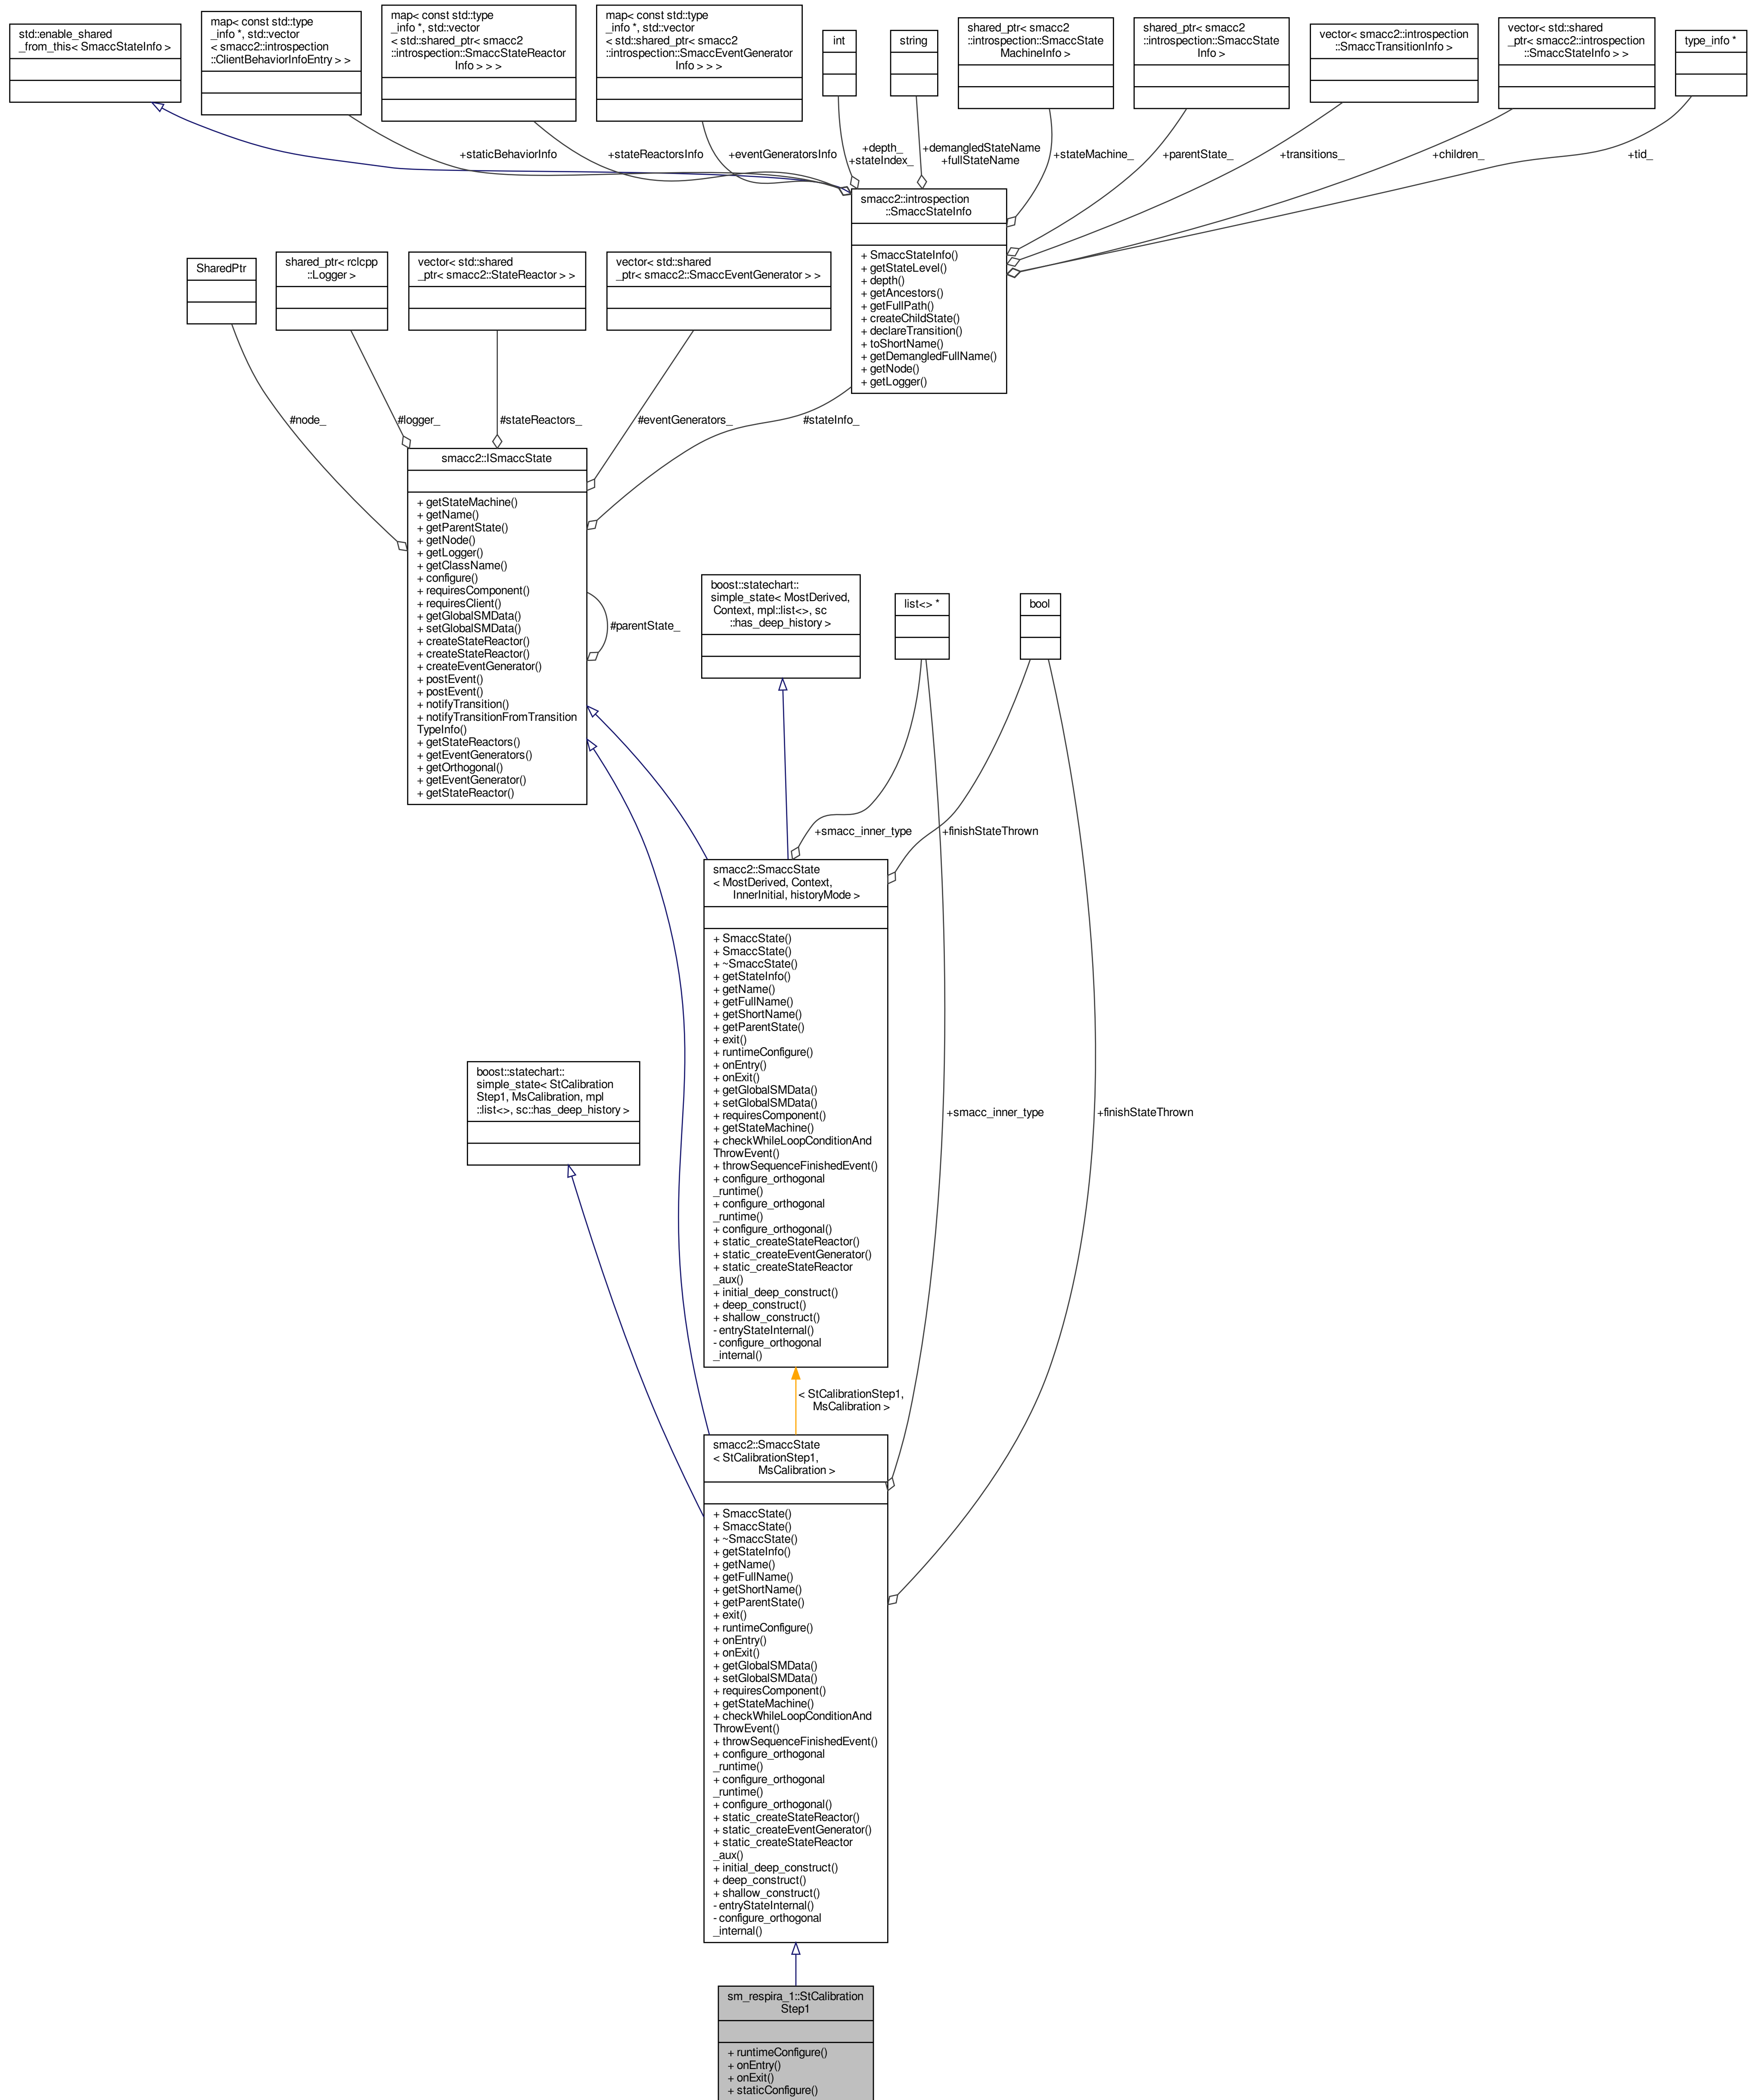 std::enable_shared
_from_this< SmaccStateInfo >
map< const std::type
_info *, std::vector
< smacc2::introspection
::ClientBehaviorInfoEntry > >
map< const std::type
_info *, std::vector
< std::shared_ptr< smacc2
::introspection::SmaccStateReactor
Info > > >
map< const std::type
_info *, std::vector
< std::shared_ptr< smacc2
::introspection::SmaccEventGenerator
Info > > >
int
string
shared_ptr< smacc2
::introspection::SmaccState
MachineInfo >
shared_ptr< smacc2
::introspection::SmaccState
Info >
vector< smacc2::introspection
::SmaccTransitionInfo >
vector< std::shared
_ptr< smacc2::introspection
::SmaccStateInfo > >
type_info *
+staticBehaviorInfo
+stateReactorsInfo
+eventGeneratorsInfo
+depth_
+stateIndex_
+demangledStateName
+fullStateName
+stateMachine_
+parentState_
+transitions_
+children_
+tid_
smacc2::introspection
::SmaccStateInfo
+ SmaccStateInfo()
+ getStateLevel()
+ depth()
+ getAncestors()
+ getFullPath()
+ createChildState()
+ declareTransition()
+ toShortName()
+ getDemangledFullName()
+ getNode()
+ getLogger()
SharedPtr
shared_ptr< rclcpp
::Logger >
vector< std::shared
_ptr< smacc2::StateReactor > >
vector< std::shared
_ptr< smacc2::SmaccEventGenerator > >
#node_
#logger_
#stateReactors_
#eventGenerators_
#stateInfo_
smacc2::ISmaccState
+ getStateMachine()
+ getName()
+ getParentState()
+ getNode()
+ getLogger()
+ getClassName()
+ configure()
+ requiresComponent()
+ requiresClient()
+ getGlobalSMData()
+ setGlobalSMData()
+ createStateReactor()
+ createStateReactor()
+ createEventGenerator()
+ postEvent()
+ postEvent()
+ notifyTransition()
+ notifyTransitionFromTransition
TypeInfo()
+ getStateReactors()
+ getEventGenerators()
+ getOrthogonal()
+ getEventGenerator()
+ getStateReactor()
#parentState_
boost::statechart::
simple_state< MostDerived,
Context, mpl::list<>, sc
::has_deep_history >
list<> *
bool
+smacc_inner_type
+finishStateThrown
smacc2::SmaccState
< MostDerived, Context,
InnerInitial, historyMode >
+ SmaccState()
+ SmaccState()
+ ~SmaccState()
+ getStateInfo()
+ getName()
+ getFullName()
+ getShortName()
+ getParentState()
+ exit()
+ runtimeConfigure()
+ onEntry()
+ onExit()
+ getGlobalSMData()
+ setGlobalSMData()
+ requiresComponent()
+ getStateMachine()
+ checkWhileLoopConditionAnd
ThrowEvent()
+ throwSequenceFinishedEvent()
+ configure_orthogonal
_runtime()
+ configure_orthogonal
_runtime()
+ configure_orthogonal()
+ static_createStateReactor()
+ static_createEventGenerator()
+ static_createStateReactor
_aux()
+ initial_deep_construct()
+ deep_construct()
+ shallow_construct()
- entryStateInternal()
- configure_orthogonal
_internal()
boost::statechart::
simple_state< StCalibration
Step1, MsCalibration, mpl
::list<>, sc::has_deep_history >
+smacc_inner_type
+finishStateThrown
< StCalibrationStep1,
MsCalibration >
smacc2::SmaccState
< StCalibrationStep1,
MsCalibration >
+ SmaccState()
+ SmaccState()
+ ~SmaccState()
+ getStateInfo()
+ getName()
+ getFullName()
+ getShortName()
+ getParentState()
+ exit()
+ runtimeConfigure()
+ onEntry()
+ onExit()
+ getGlobalSMData()
+ setGlobalSMData()
+ requiresComponent()
+ getStateMachine()
+ checkWhileLoopConditionAnd
ThrowEvent()
+ throwSequenceFinishedEvent()
+ configure_orthogonal
_runtime()
+ configure_orthogonal
_runtime()
+ configure_orthogonal()
+ static_createStateReactor()
+ static_createEventGenerator()
+ static_createStateReactor
_aux()
+ initial_deep_construct()
+ deep_construct()
+ shallow_construct()
- entryStateInternal()
- configure_orthogonal
_internal()
sm_respira_1::StCalibration
Step1
+ runtimeConfigure()
+ onEntry()
+ onExit()
+ staticConfigure()